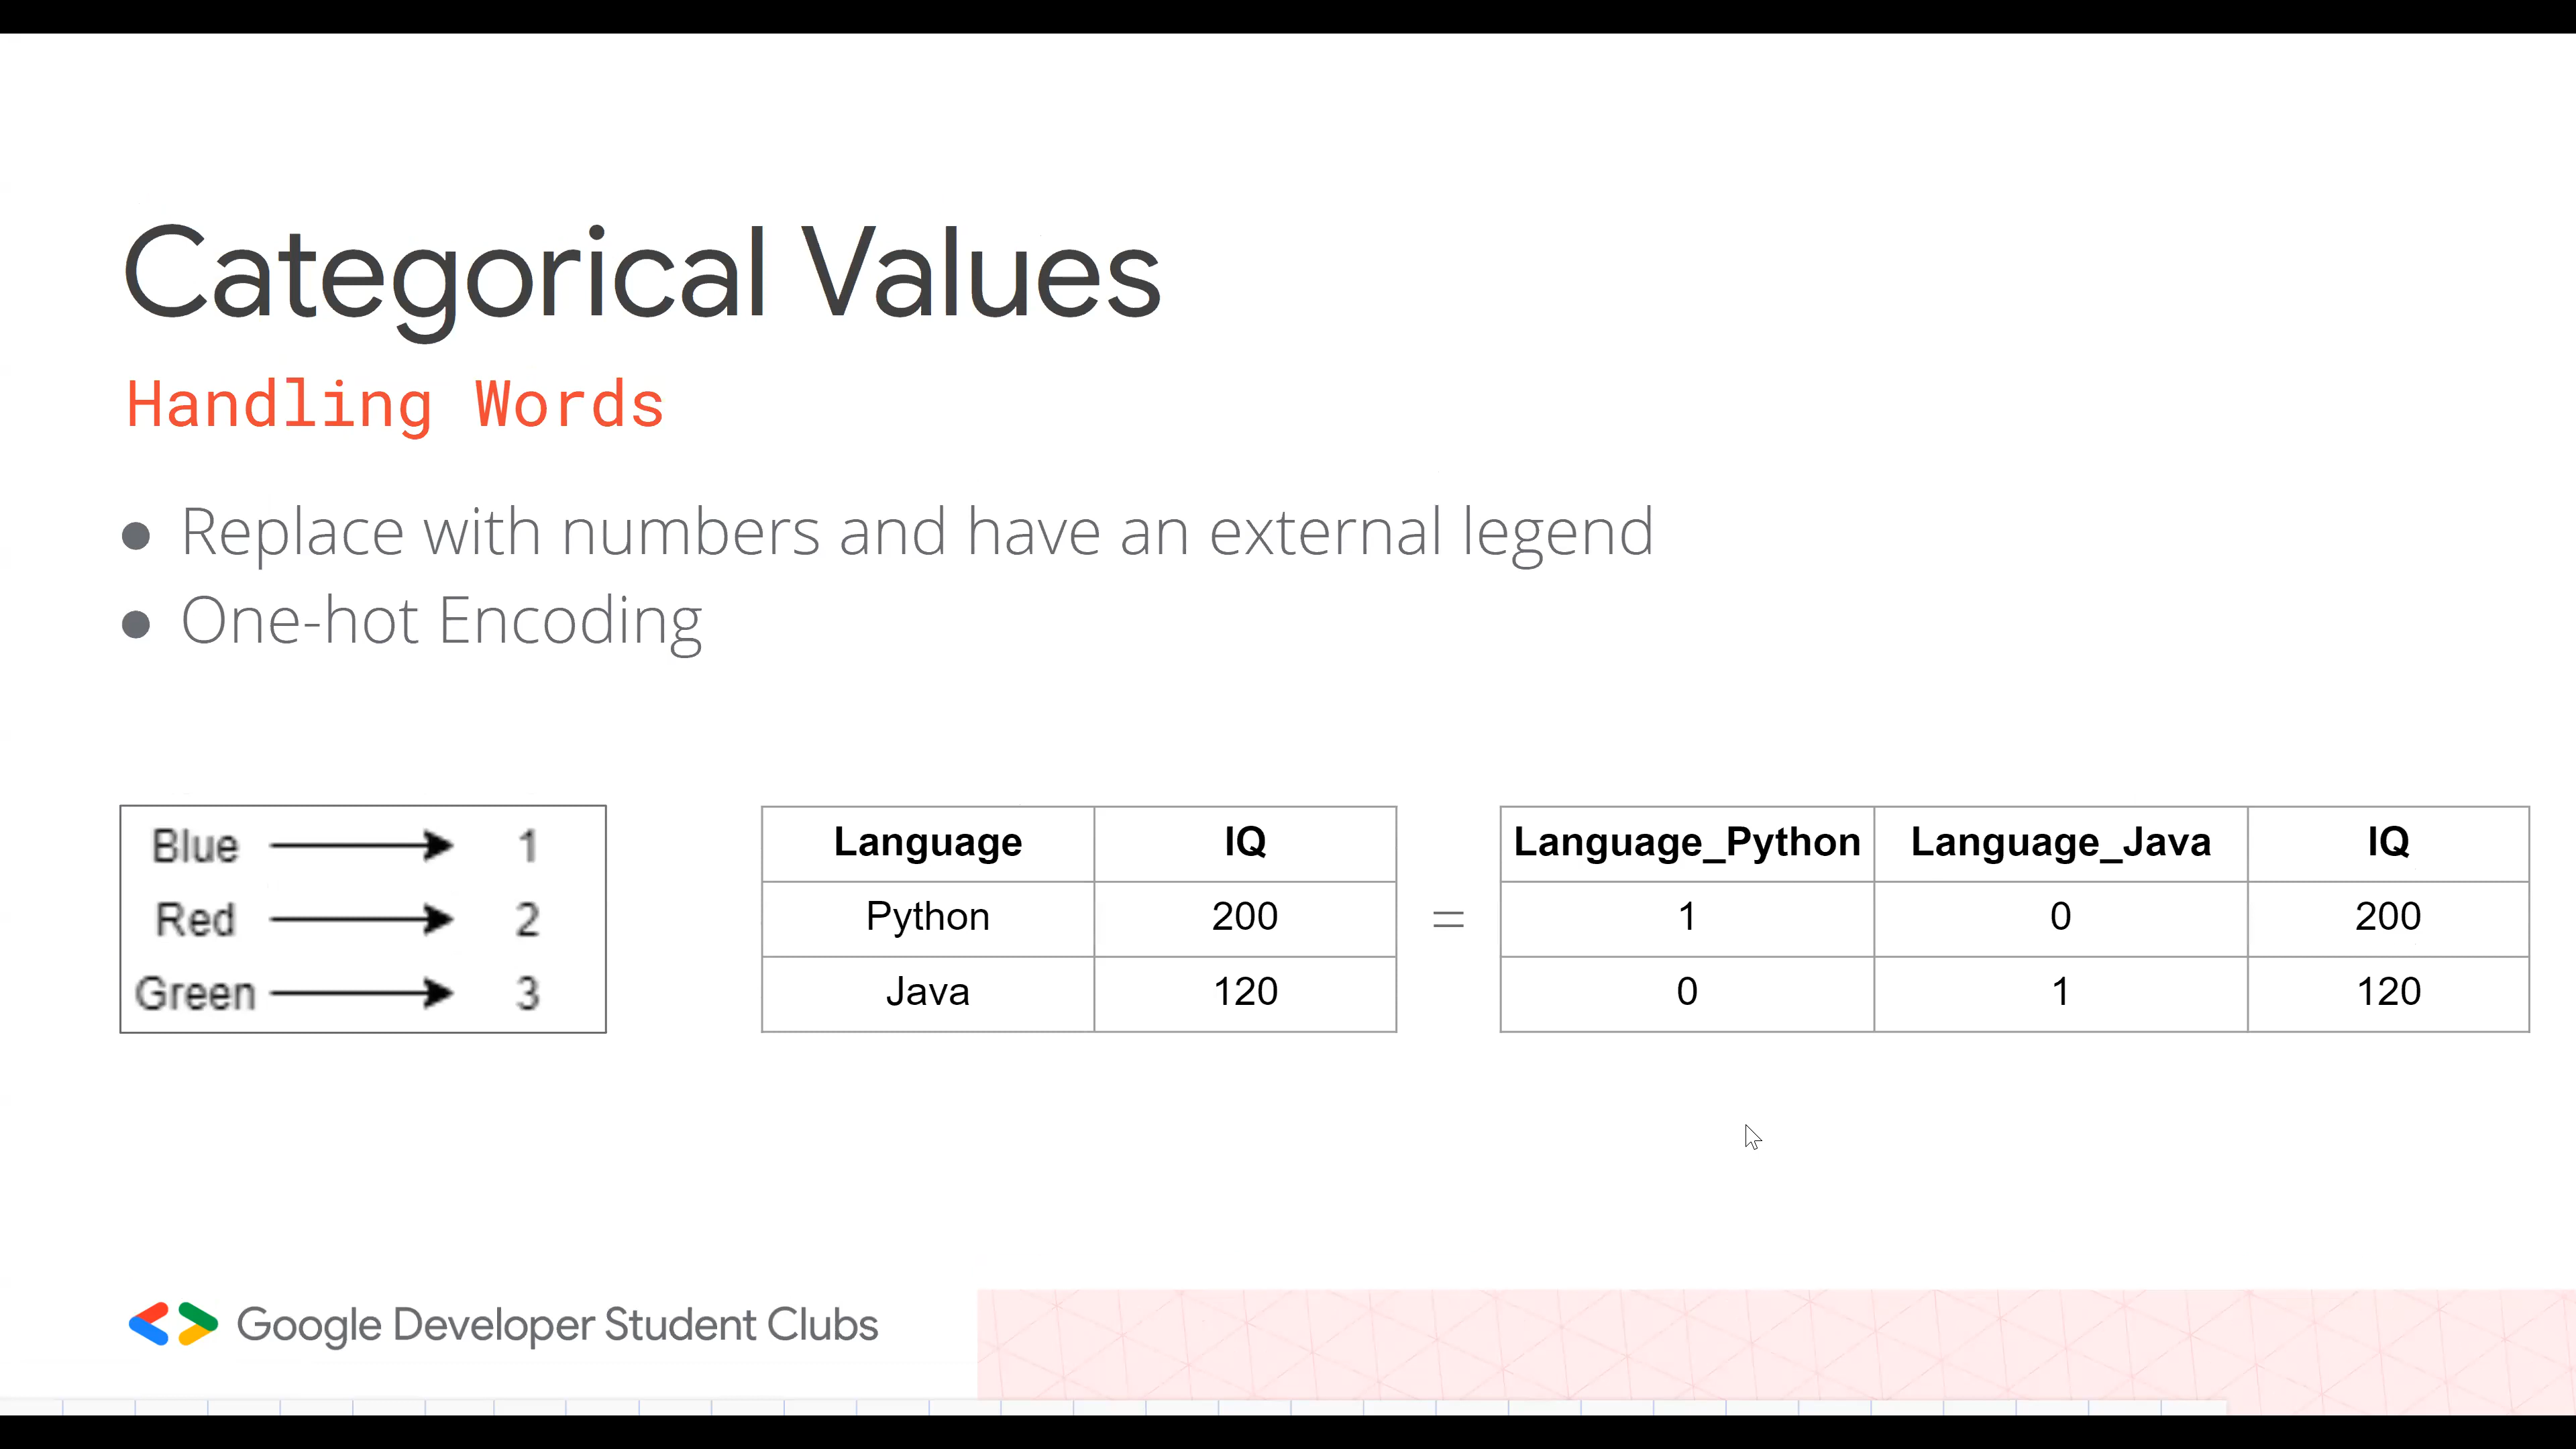 Categorical Values
Handling Words
● Replace with numbers and have an external legend
● One-hot Encoding
Blue 1
Red 2
Green 3
Language IQ
Python 200
Java 120
=
Language_Python Language_Java IQ
1 0 200
0 1 120
Google Developer Student Clubs